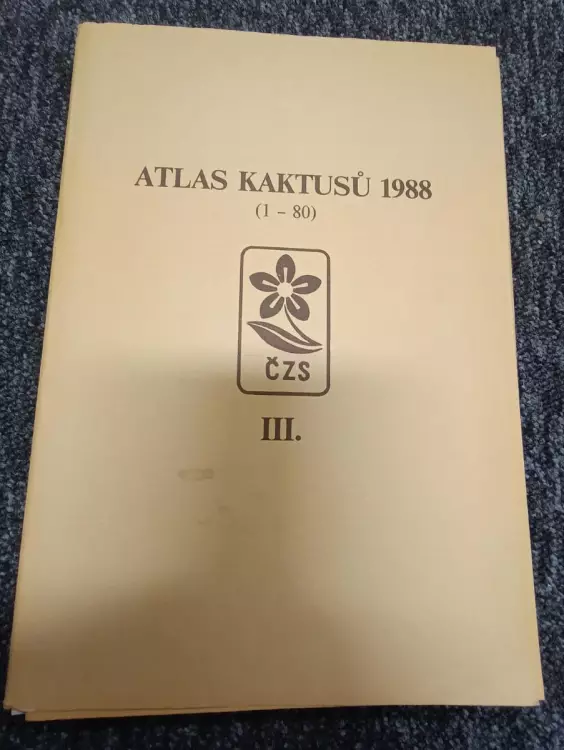 ATLAS KAKTUSŮ 1988
(1 – 80)
ČZS
III.